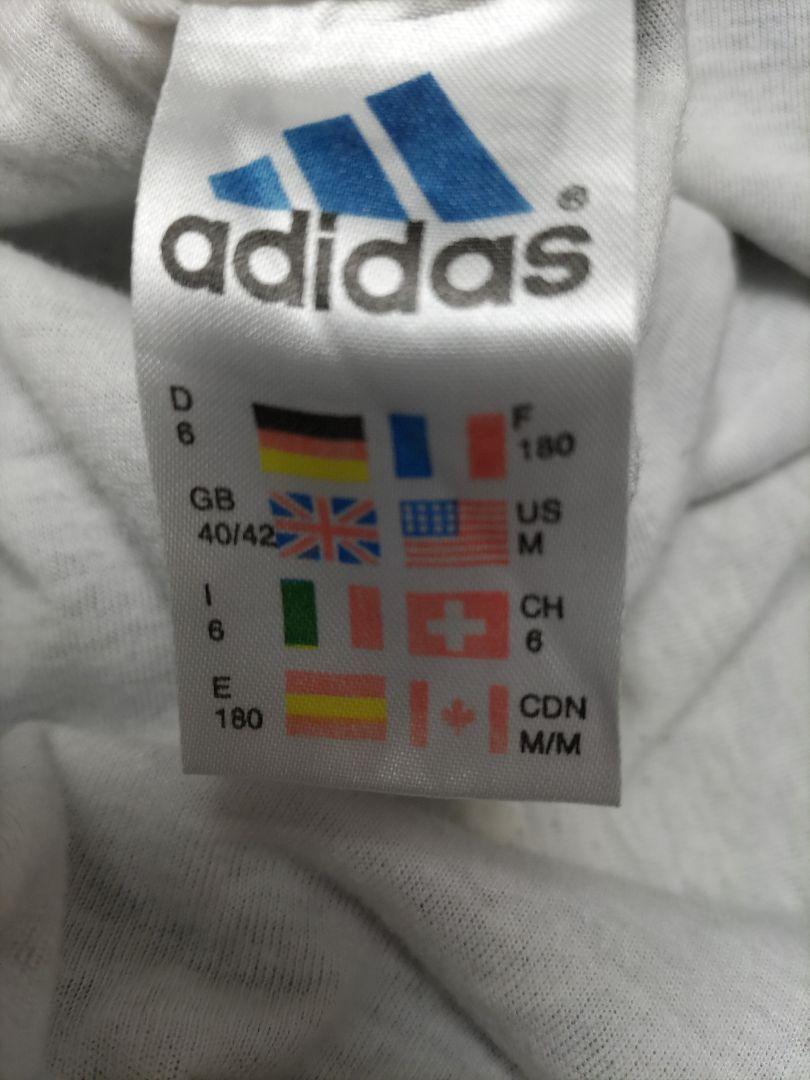 adidas®
D
6
F
180
GB
40/42
US
M
I
6
CH
6
E
180
CDN
M/M